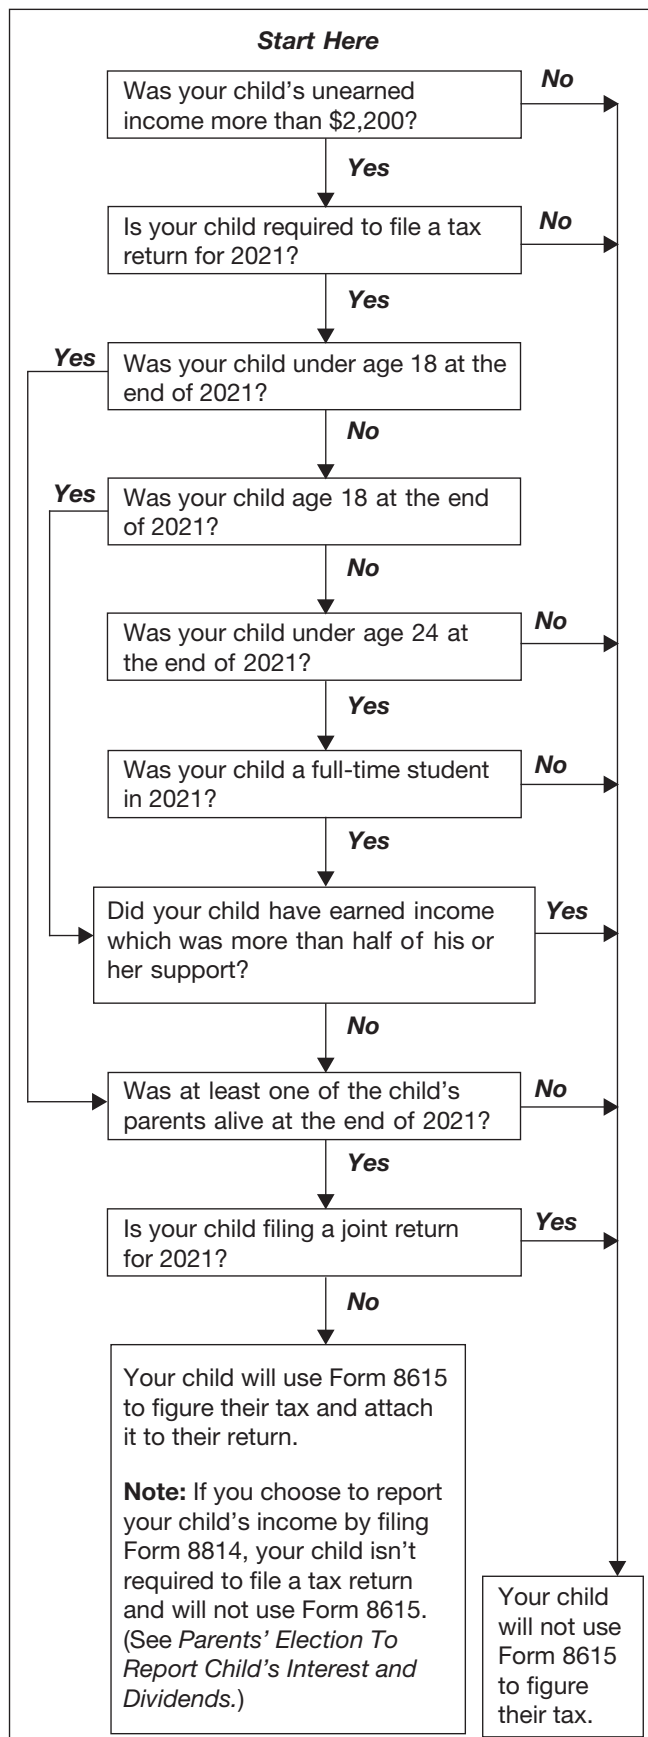 Start Here
Was your child's unearned
income more than $2,200?
No
Yes
Is your child required to file a tax
return for 2021?
No
Yes
Was your child under age 18 at the
end of 2021?
Yes
No
Was your child age 18 at the end
of 2021?
Yes
No
Was your child under age 24 at
the end of 2021?
No
Yes
Was your child a full-time student
in 2021?
No
Yes
Did your child have earned income
which was more than half of his or
her support?
Yes
No
Was at least one of the child's
parents alive at the end of 2021?
No
Yes
Is your child filing a joint return
for 2021?
Yes
No
Your child will use Form 8615
to figure their tax and attach
it to their return.
Note: If you choose to report
your child's income by filing
Form 8814, your child isn't
required to file a tax return
and will not use Form 8615.
(See Parents' Election To
Report Child's Interest and
Dividends.)
Your child
will not use
Form 8615
to figure
their tax.